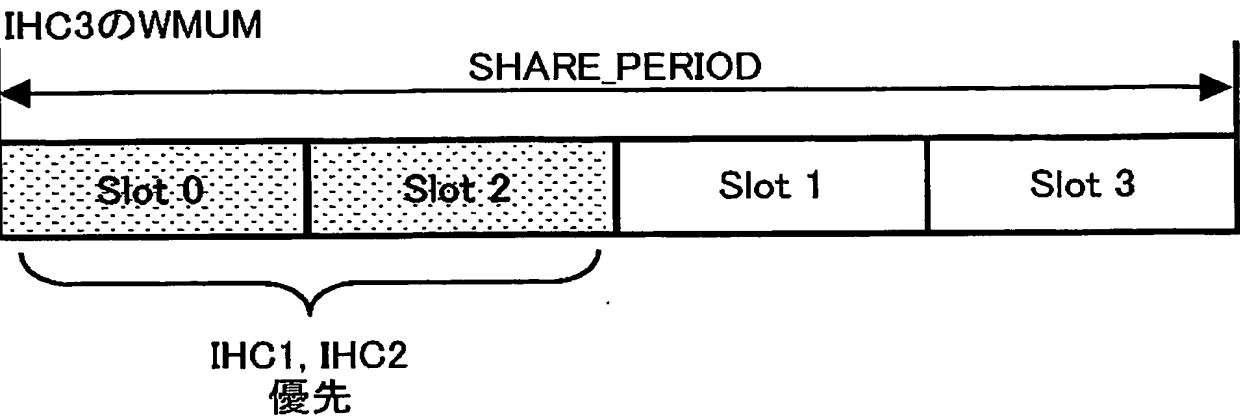 IHC3のWMUM
SHARE_PERIOD
Slot 0 Slot 2 Slot 1 Slot 3
IHC1, IHC2
優先